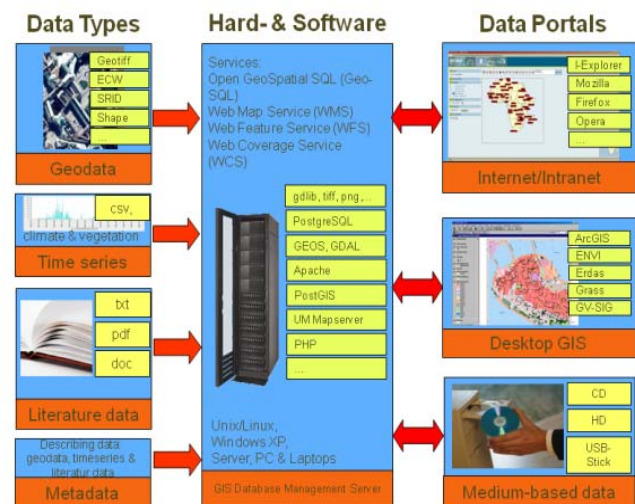 Data Types
Hard- & Software
Data Portals
Geotiff
ECW
SRID
Shape
...
Geodata
csv,
climate & vegetation
Time series
txt
pdf
doc
Literature data
Describing data:
geodata, timeseries &
literatur data
Metadata
Services:
Open GeoSpatial SQL (Geo-
SQL)
Web Map Service (WMS)
Web Feature Service (WFS)
Web Coverage Service
(WCS)
gdlib, tiff, png,...
PostgreSQL
GEOS, GDAL
Apache
PostGIS
UM Mapserver
PHP
...
Unix/Linux,
Windows XP,
Server, PC & Laptops
GIS Database Management Server
I-Explorer
Mozilla
Firefox
Opera
...
Internet/Intranet
ArcGIS
ENVI
Erdas
Grass
GV-SIG
Desktop GIS
CD
HD
USB-
Stick
Medium-based data